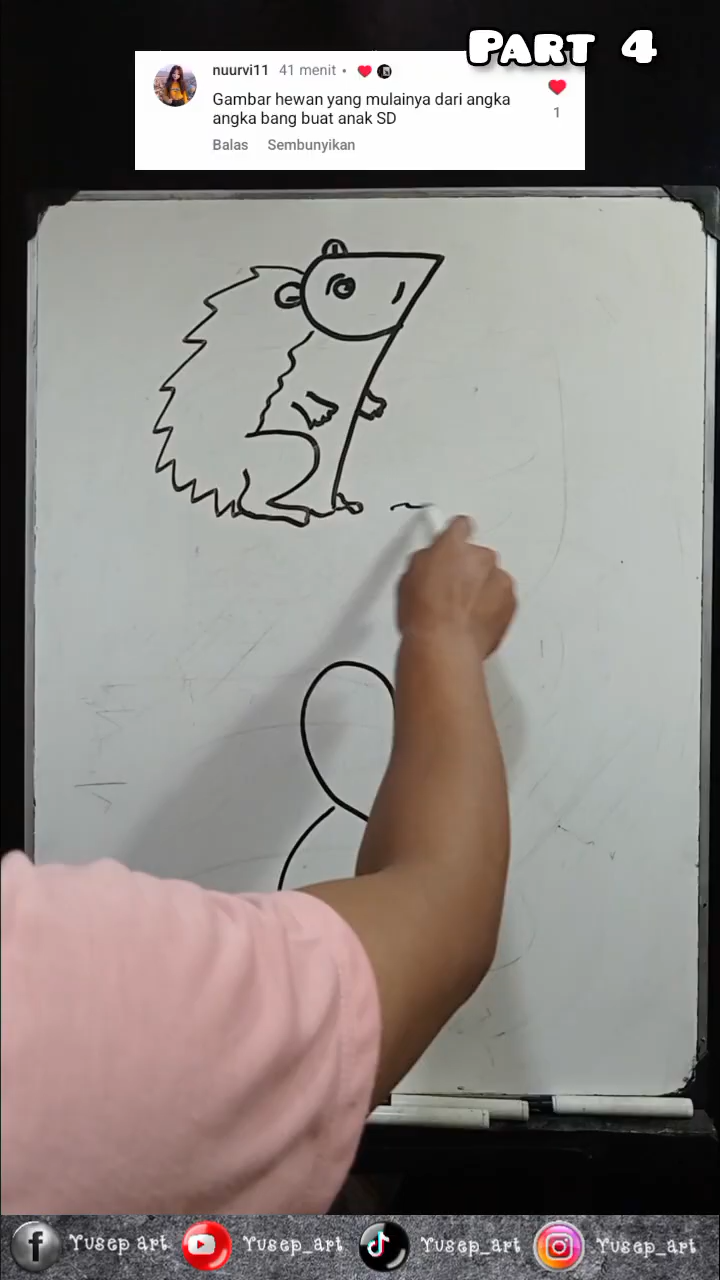 PART 4
nuurvi11 41 menit •
Gambar hewan yang mulainya dari angka
angka bang buat anak SD
1
Balas Sembunyikan
Yusep art Yusep_art Yusep_art Yusep_art